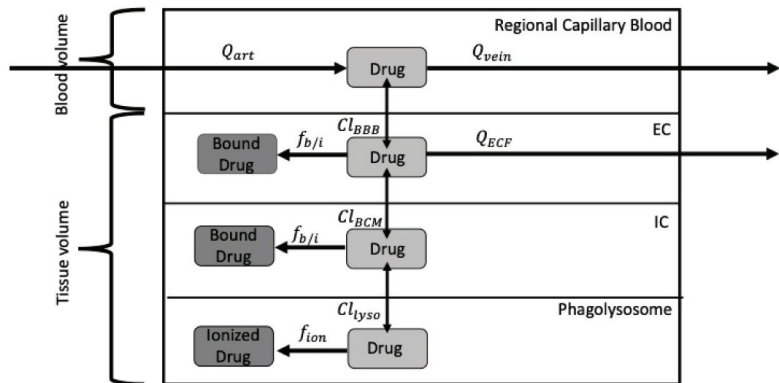 Regional Capillary Blood
Q_art
Q_vein
Drug
Blood volume
Cl_BBB
EC
Bound
Drug
f_b/i
Drug
Q_ECF
Cl_BCM
IC
Bound
Drug
f_b/i
Drug
Tissue volume
Cl_lyso
Phagolysosome
Ionized
Drug
f_ion
Drug